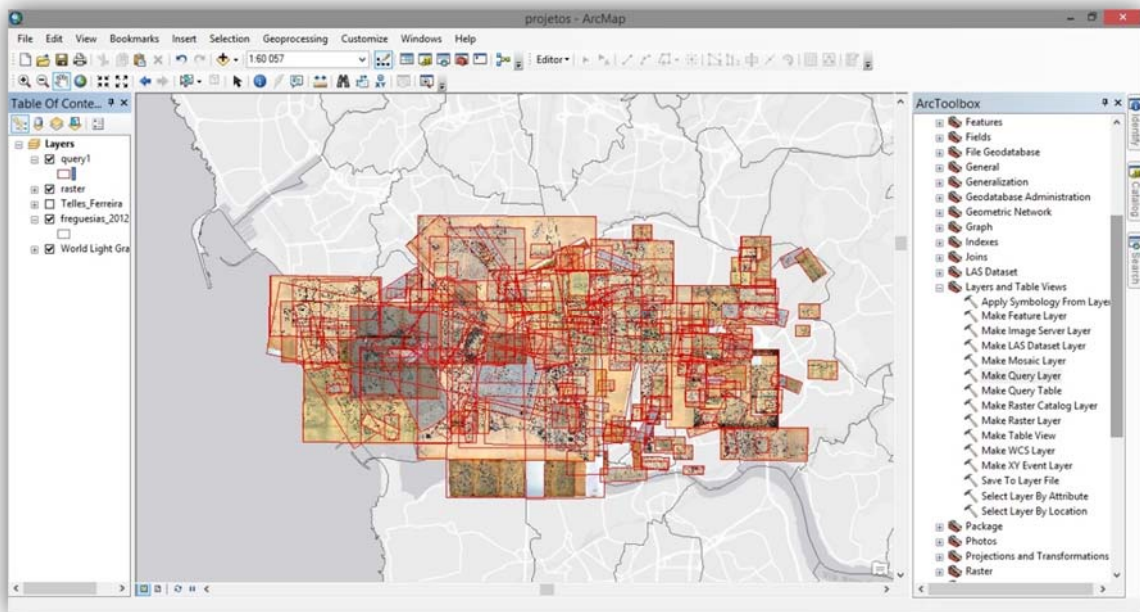 projetos - ArcMap
File Edit View Bookmarks Insert Selection Geoprocessing Customize Windows Help
1:60 057
Editor
Table Of Conte...
Layers
query1
raster
Telles_Ferreira
freguesias_2012
World Light Gra
ArcToolbox
Features
Fields
File Geodatabase
General
Generalization
Geodatabase Administration
Geometric Network
Graph
Indexes
Joins
LAS Dataset
Layers and Table Views
Apply Symbology From Layer
Make Feature Layer
Make Image Server Layer
Make LAS Dataset Layer
Make Mosaic Layer
Make Query Layer
Make Query Table
Make Raster Catalog Layer
Make Raster Layer
Make Table View
Make WCS Layer
Make XY Event Layer
Save To Layer File
Select Layer By Attribute
Select Layer By Location
Package
Photos
Projections and Transformations
Raster
Identify
Catalog
Search